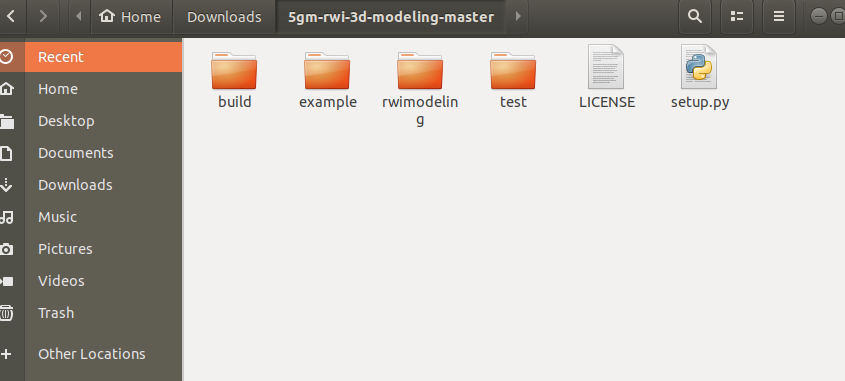 Home
Downloads
5gm-rwi-3d-modeling-master
Recent
Home
Desktop
Documents
Downloads
Music
Pictures
Videos
Trash
Other Locations
build
example
rwimodelin
g
test
LICENSE
setup.py